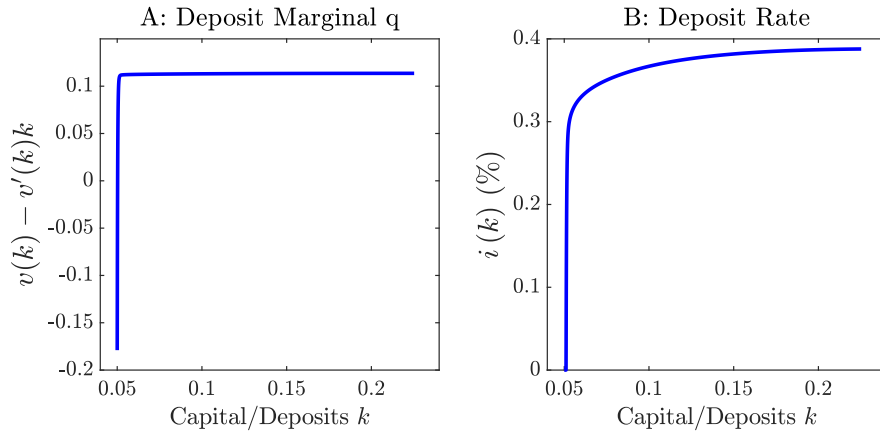 A: Deposit Marginal q
v(k) − v′(k)k
0.1
0.05
0
-0.05
-0.1
-0.15
-0.2
0.05 0.1 0.15 0.2
Capital/Deposits k
B: Deposit Rate
i (k) (%)
0.4
0.3
0.2
0.1
0
0.05 0.1 0.15 0.2
Capital/Deposits k